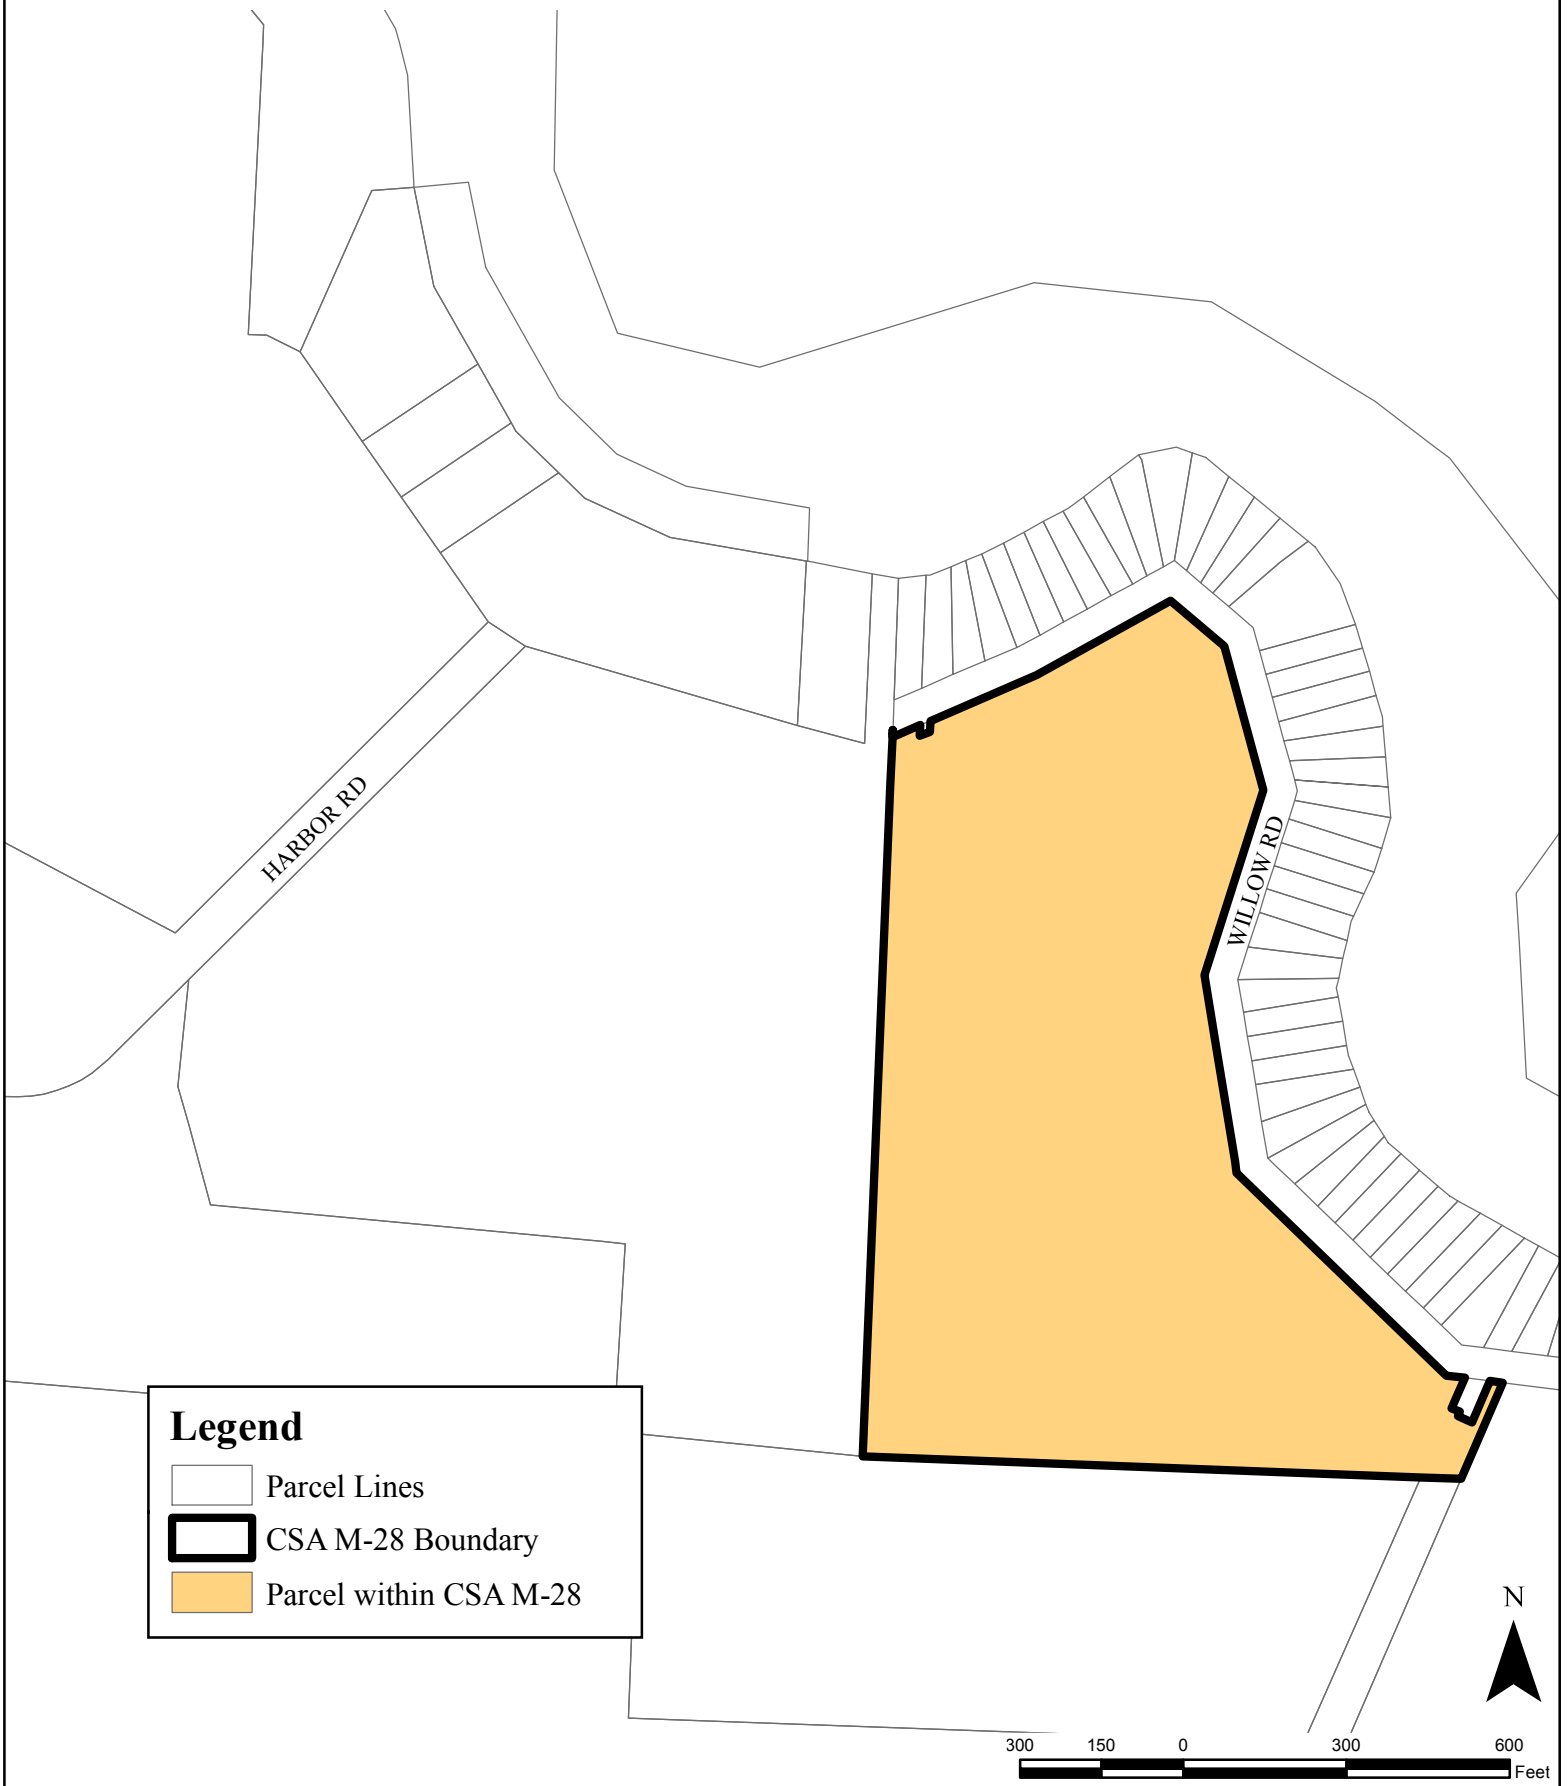 HARBOR RD
WILLOW RD
Legend
Parcel Lines
CSA M-28 Boundary
Parcel within CSA M-28
N
300 150 0 300 600
Feet